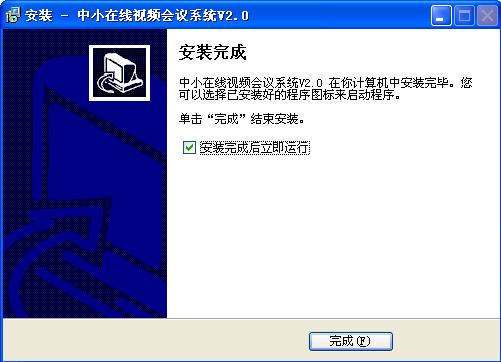 安装 - 中小在线视频会议系统V2.0
安装完成
中小在线视频会议系统V2.0 在你计算机中安装完毕。您
可以选择已安装好的程序图标来启动程序。
单击“完成”结束安装。
安装完成后立即运行
完成(F)